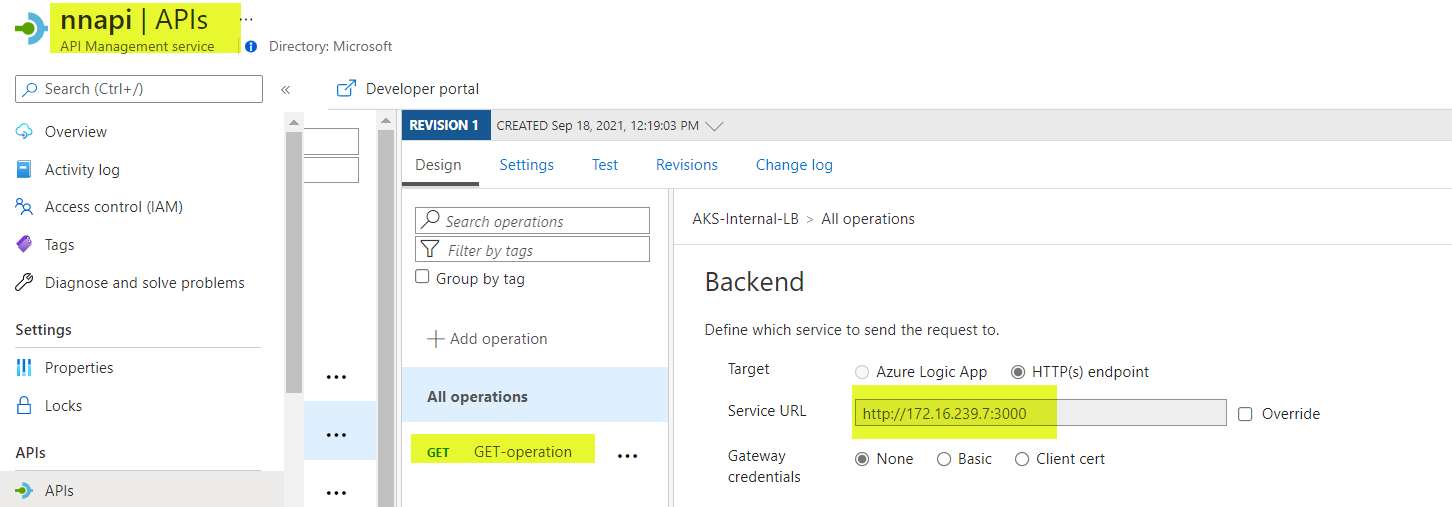 nnapi | APIs ...
API Management service
Directory: Microsoft
Search (Ctrl+/)
«
Overview
Activity log
Access control (IAM)
Tags
Diagnose and solve problems
Settings
Properties
Locks
APIs
APIs
Developer portal
...
...
...
REVISION 1 CREATED Sep 18, 2021, 12:19:03 PM
Design Settings Test Revisions Change log
Search operations
Filter by tags
Group by tag
Add operation
All operations
GET GET-operation ...
AKS-Internal-LB > All operations
Backend
Define which service to send the request to.
Target Azure Logic App HTTP(s) endpoint
Service URL http://172.16.239.7:3000 Override
Gateway credentials None Basic Client cert